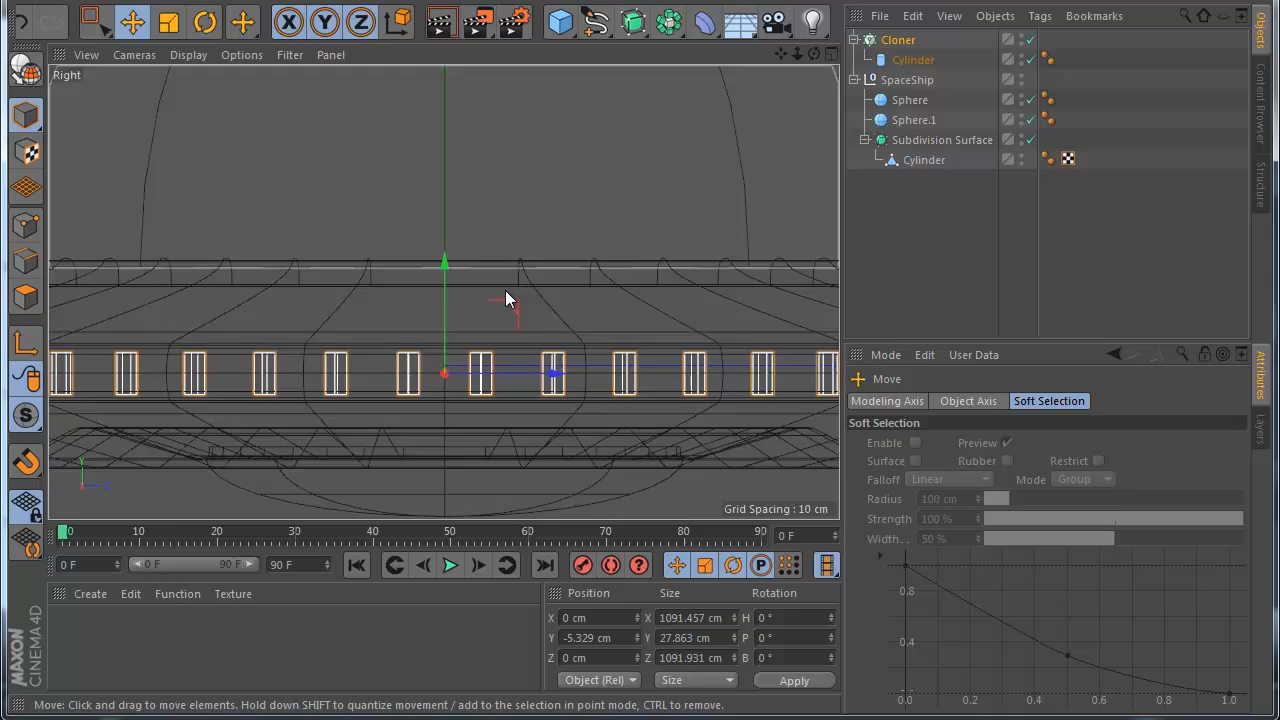 X Y Z
View Cameras Display Options Filter Panel
Right
Y
Z
Grid Spacing : 10 cm
File Edit View Objects Tags Bookmarks
Cloner
Cylinder
SpaceShip
Sphere
Sphere.1
Subdivision Surface
Cylinder
Objects
Content Browser
Structure
Mode Edit User Data
Move
Modeling Axis Object Axis Soft Selection
Soft Selection
Enable Preview
Surface Rubber Restrict
Falloff Linear Mode Group
Radius 100 cm
Strength 100 %
Width. . 50 %
0.8
0.4
0.0 0.2 0.4 0.6 0.8 1.0
Attributes
Layers
0 10 20 30 40 50 60 70 80 90
0 F
0 F 0 F 90 F 90 F
P
S
Create Edit Function Texture
Position Size Rotation
X 0 cm X 1091.457 cm H 0 °
Y -5.329 cm Y 27.863 cm P 0 °
Z 0 cm Z 1091.931 cm B 0 °
Object (Rel) Size Apply
MAXON
CINEMA 4D
Move: Click and drag to move elements. Hold down SHIFT to quantize movement / add to the selection in point mode, CTRL to remove.